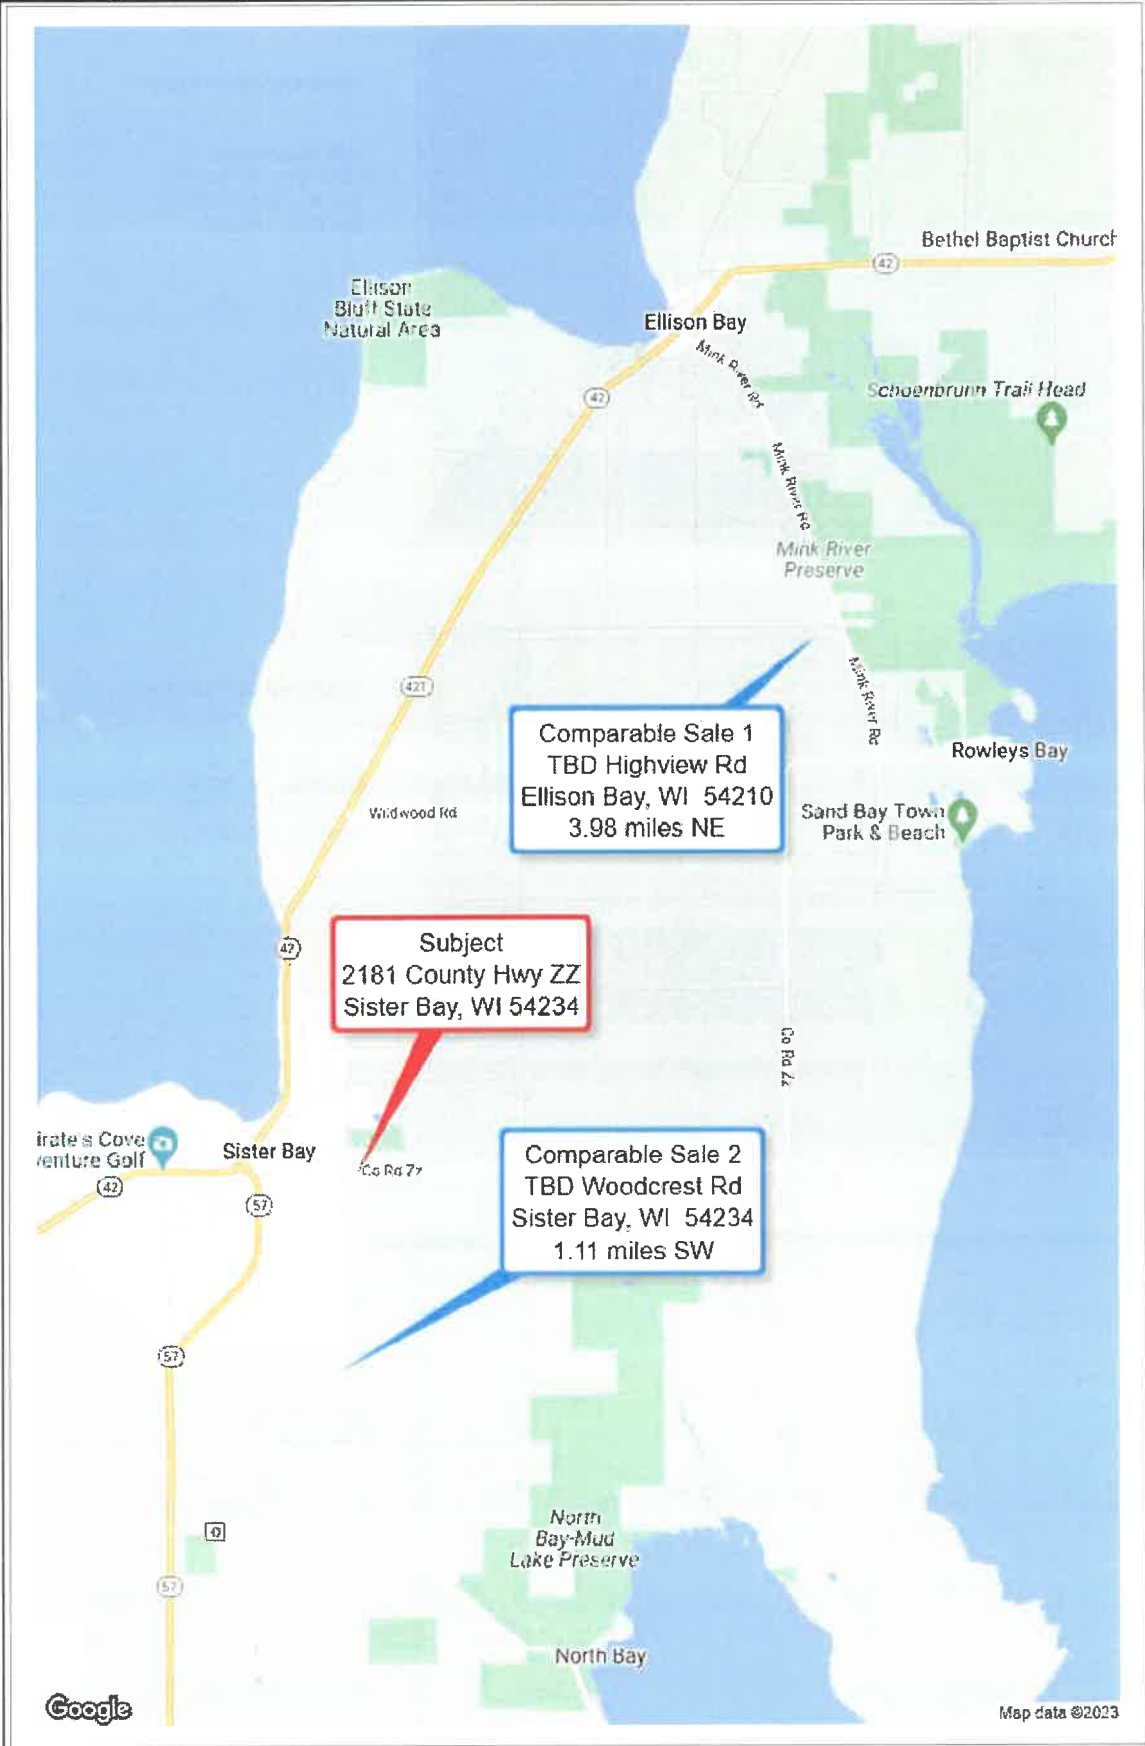 Bethel Baptist Church
42
Ellison
Bluff State
Natural Area
Ellison Bay
Mink River Rd
42
Schoenbrunn Trail Head
Mink River Rd
Mink River
Preserve
Mink River Rd
42
Comparable Sale 1
TBD Highview Rd
Ellison Bay, WI 54210
3.98 miles NE
Rowleys Bay
Wildwood Rd
Sand Bay Town
Park & Beach
Subject
2181 County Hwy ZZ
Sister Bay, WI 54234
42
Co Rd Zz
irate's Cove
venture Golf
Sister Bay
Co Rd Zz
42
57
Comparable Sale 2
TBD Woodcrest Rd
Sister Bay, WI 54234
1.11 miles SW
57
North
Bay-Mud
Lake Preserve
57
North Bay
Google
Map data ©2023